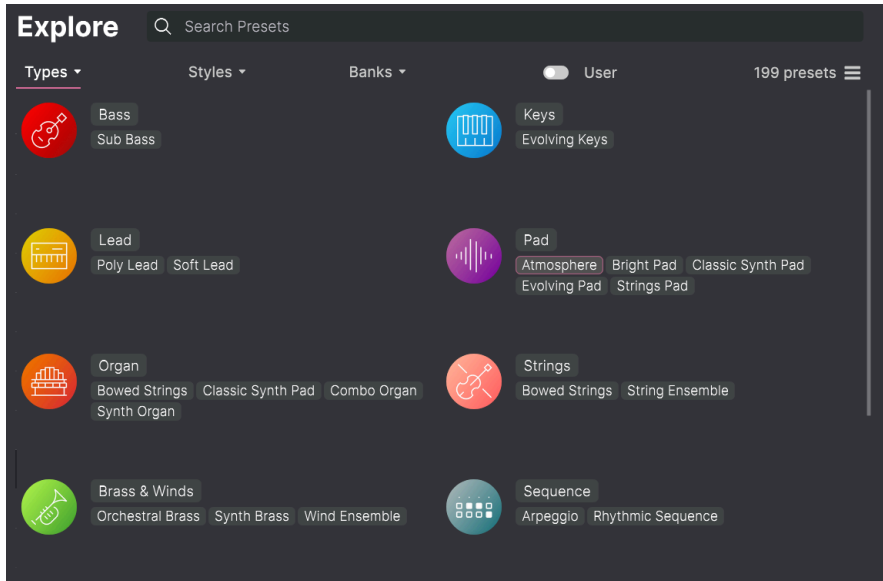 Explore
Search Presets
Types
Styles
Banks
User
199 presets
Bass
Sub Bass
Keys
Evolving Keys
Lead
Poly Lead Soft Lead
Pad
Atmosphere Bright Pad Classic Synth Pad
Evolving Pad Strings Pad
Organ
Bowed Strings Classic Synth Pad Combo Organ
Synth Organ
Strings
Bowed Strings String Ensemble
Brass & Winds
Orchestral Brass Synth Brass Wind Ensemble
Sequence
Arpeggio Rhythmic Sequence